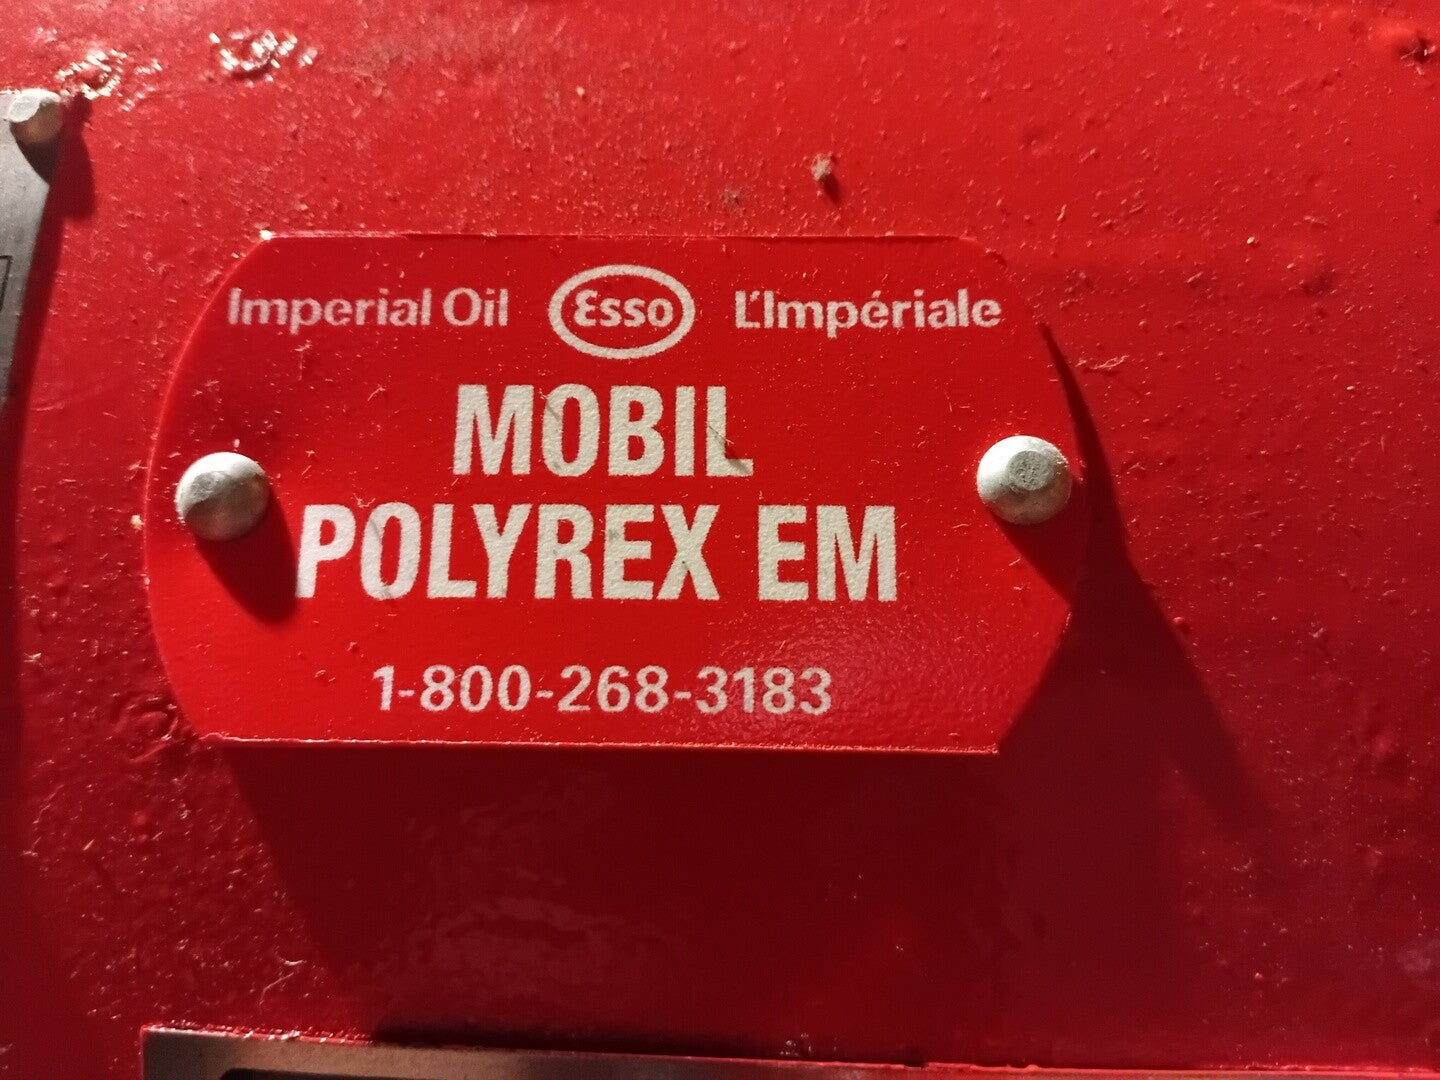 Imperial Oil Esso L'Impériale
MOBIL
POLYREX EM
1-800-268-3183